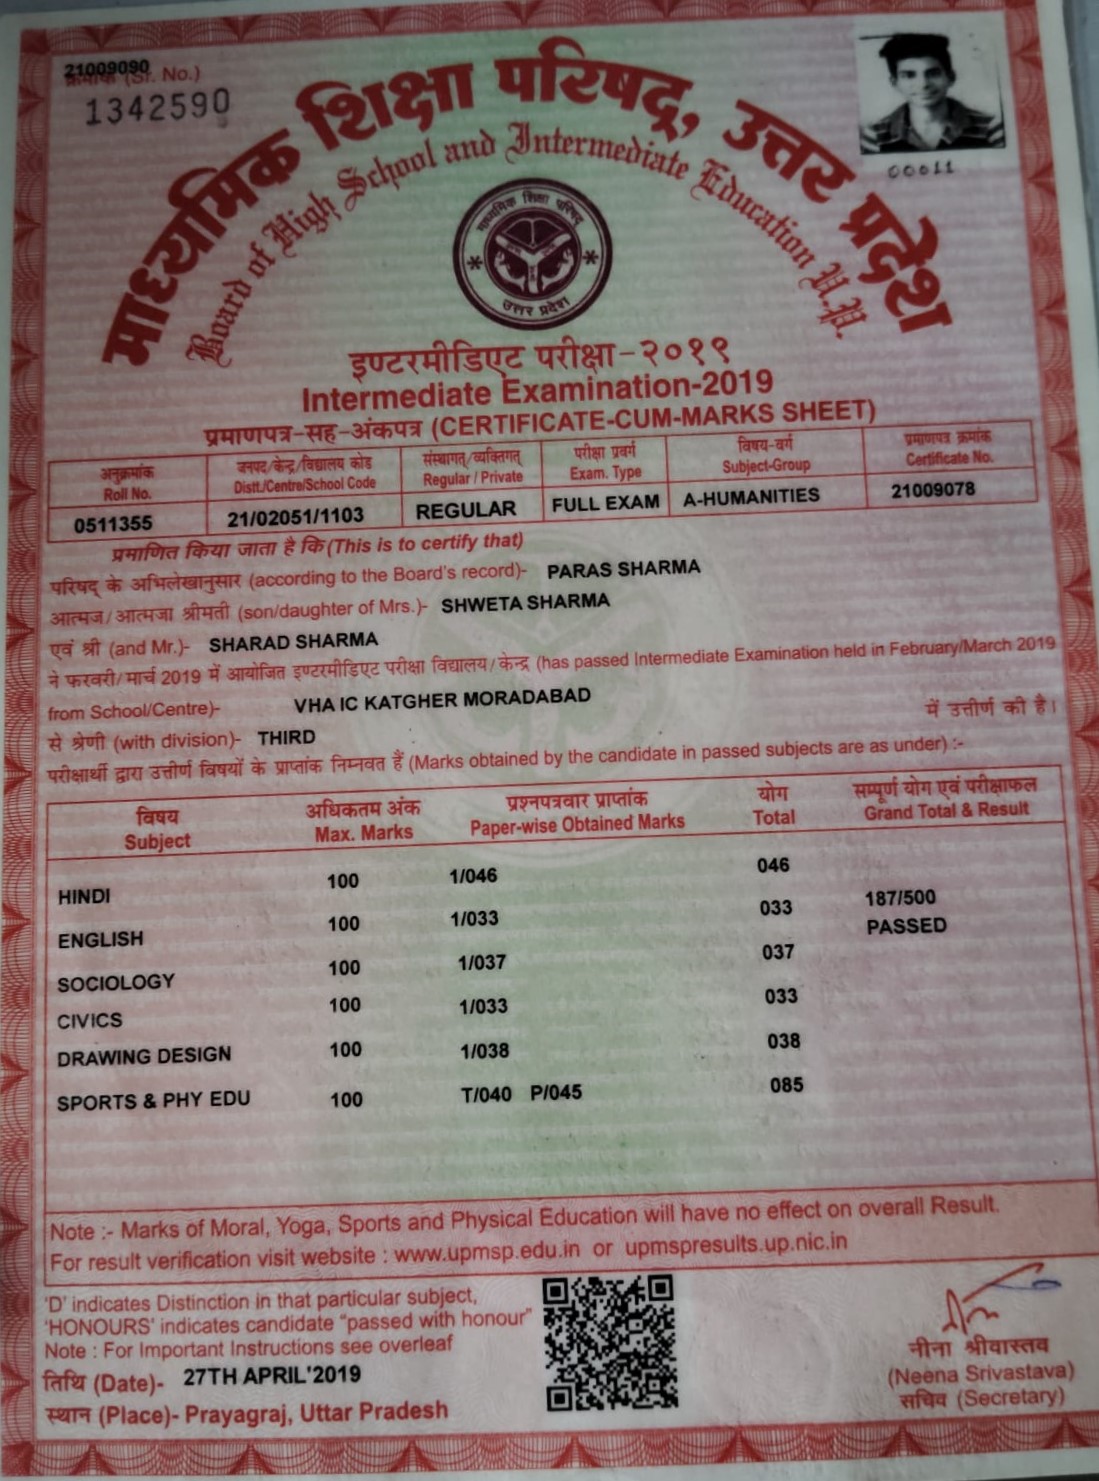 21009090
क्रमांक (Sr. No.)
1342590
00011
माध्यमिक शिक्षा परिषद्, उत्तर प्रदेश
Board of High School and Intermediate Education U.P.
माध्यमिक शिक्षा परिषद्
उत्तर प्रदेश
इण्टरमीडिएट परीक्षा-२०१९
Intermediate Examination-2019
प्रमाणपत्र-सह-अंकपत्र (CERTIFICATE-CUM-MARKS SHEET)
अनुक्रमांक जनपद/केन्द्र/विद्यालय कोड संस्थागत्/व्यक्तिगत् परीक्षा प्रवर्ग विषय-वर्ग प्रमाणपत्र क्रमांक
Roll No. Distt./Centre/School Code Regular / Private Exam. Type Subject-Group Certificate No.
0511355 21/02051/1103 REGULAR FULL EXAM A-HUMANITIES 21009078
प्रमाणित किया जाता है कि (This is to certify that)
परिषद् के अभिलेखानुसार (according to the Board's record)- PARAS SHARMA
आत्मज/आत्मजा श्रीमती (son/daughter of Mrs.)- SHWETA SHARMA
एवं श्री (and Mr.)- SHARAD SHARMA
ने फरवरी/मार्च 2019 में आयोजित इण्टरमीडिएट परीक्षा विद्यालय/केन्द्र (has passed Intermediate Examination held in February/March 2019
from School/Centre)- VHA IC KATGHER MORADABAD में उत्तीर्ण की है।
से श्रेणी (with division)- THIRD
परीक्षार्थी द्वारा उत्तीर्ण विषयों के प्राप्तांक निम्नवत हैं (Marks obtained by the candidate in passed subjects are as under) :-
विषय अधिकतम अंक प्रश्नपत्रवार प्राप्तांक योग सम्पूर्ण योग एवं परीक्षाफल
Subject Max. Marks Paper-wise Obtained Marks Total Grand Total & Result
HINDI 100 1/046 046
ENGLISH 100 1/033 033 187/500
PASSED
SOCIOLOGY 100 1/037 037
CIVICS 100 1/033 033
DRAWING DESIGN 100 1/038 038
SPORTS & PHY EDU 100 T/040 P/045 085
Note :- Marks of Moral, Yoga, Sports and Physical Education will have no effect on overall Result.
For result verification visit website : www.upmsp.edu.in or upmspresults.up.nic.in
'D' indicates Distinction in that particular subject,
'HONOURS' indicates candidate "passed with honour"
Note : For Important Instructions see overleaf
तिथि (Date)- 27TH APRIL'2019
स्थान (Place)- Prayagraj, Uttar Pradesh
नीना श्रीवास्तव
(Neena Srivastava)
सचिव (Secretary)